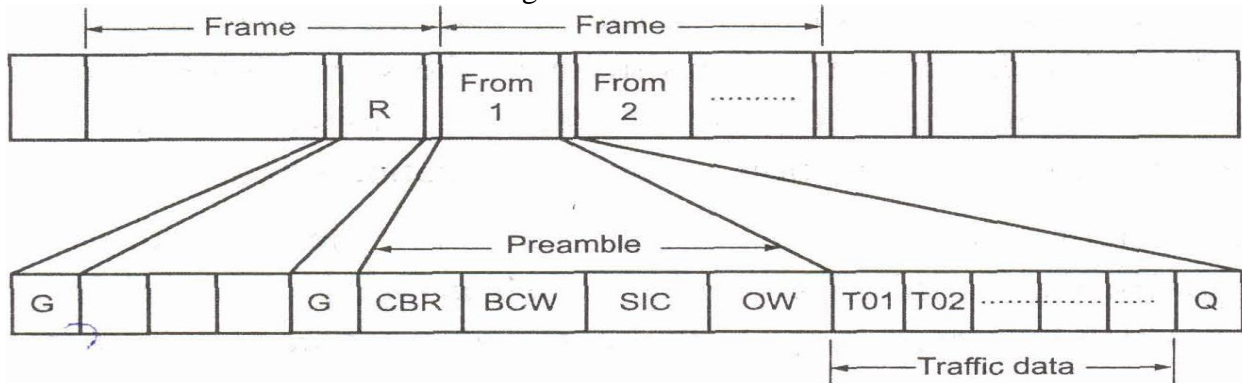 Frame Frame
R From 1 From 2 ..........
Preamble
G G CBR BCW SIC OW T01 T02 .................... Q
Traffic data